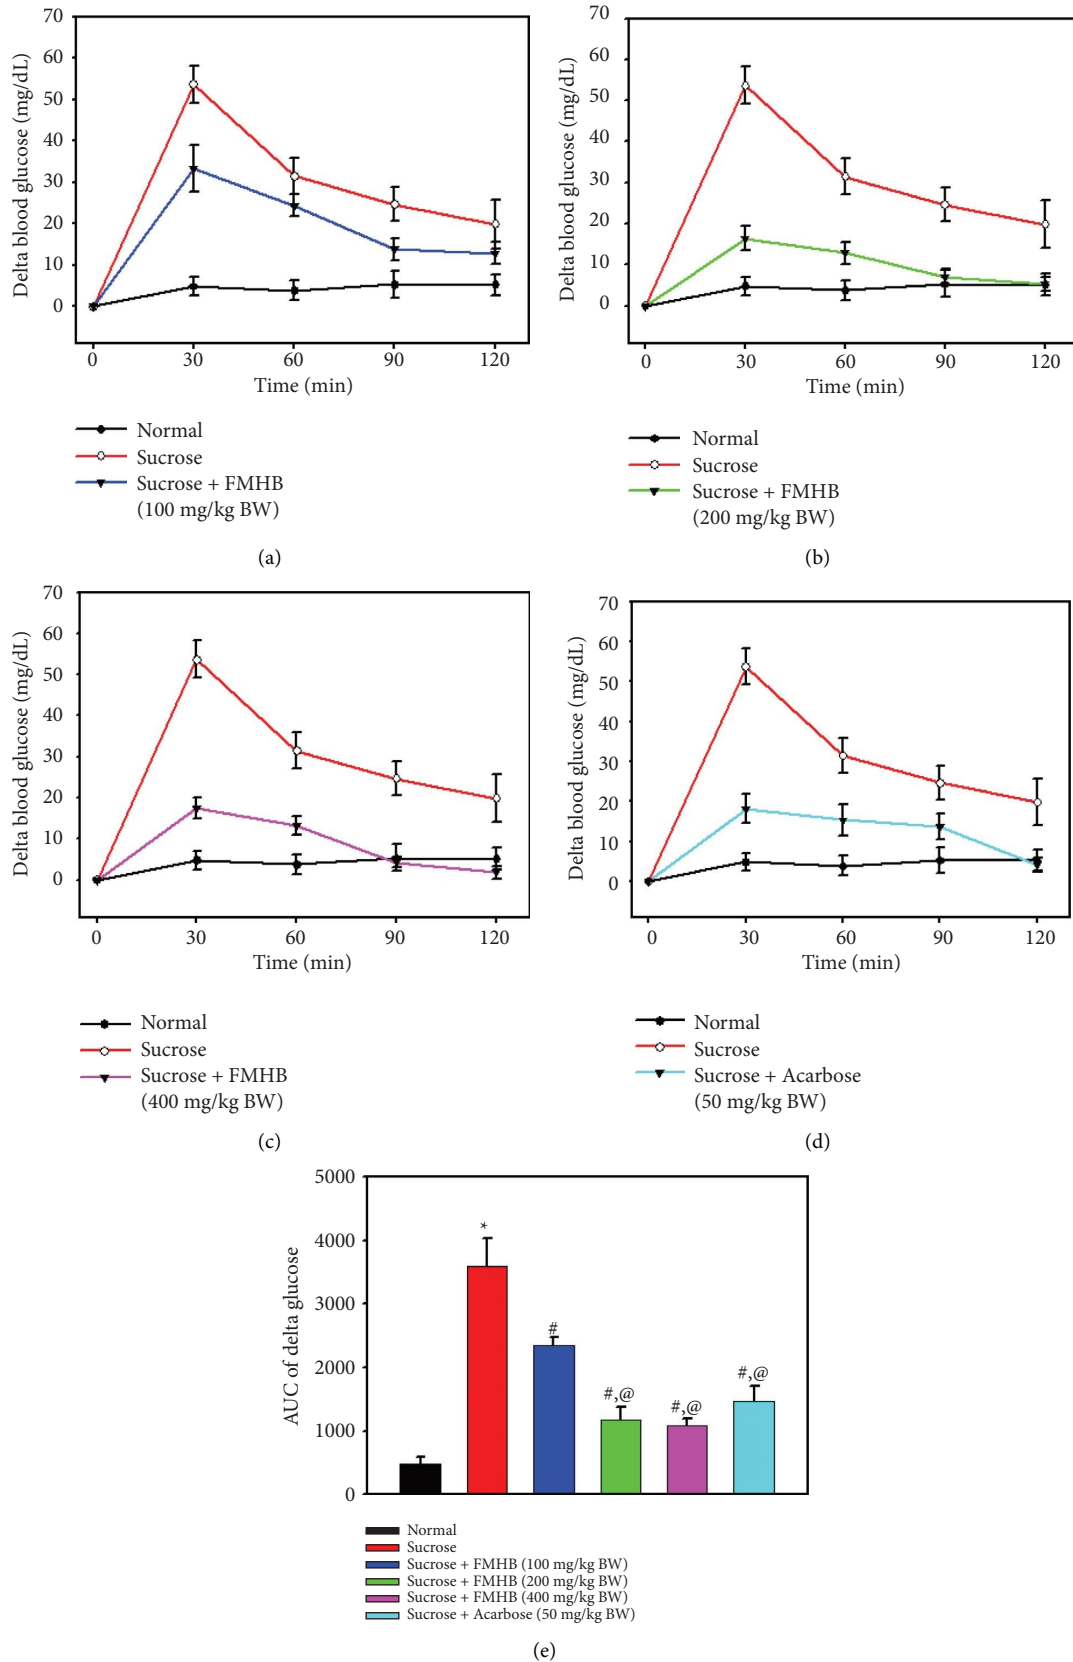 70
60
50
40
30
20
10
0
Delta blood glucose (mg/dL)
0 30 60 90 120
Time (min)
Normal
Sucrose
Sucrose + FMHB
(100 mg/kg BW)
(a)
70
60
50
40
30
20
10
0
Delta blood glucose (mg/dL)
0 30 60 90 120
Time (min)
Normal
Sucrose
Sucrose + FMHB
(200 mg/kg BW)
(b)
70
60
50
40
30
20
10
0
Delta blood glucose (mg/dL)
0 30 60 90 120
Time (min)
Normal
Sucrose
Sucrose + FMHB
(400 mg/kg BW)
(c)
70
60
50
40
30
20
10
0
Delta blood glucose (mg/dL)
0 30 60 90 120
Time (min)
Normal
Sucrose
Sucrose + Acarbose
(50 mg/kg BW)
(d)
5000
4000
3000
2000
1000
0
AUC of delta glucose
*
#
#,@
#,@
#,@
Normal
Sucrose
Sucrose + FMHB (100 mg/kg BW)
Sucrose + FMHB (200 mg/kg BW)
Sucrose + FMHB (400 mg/kg BW)
Sucrose + Acarbose (50 mg/kg BW)
(e)